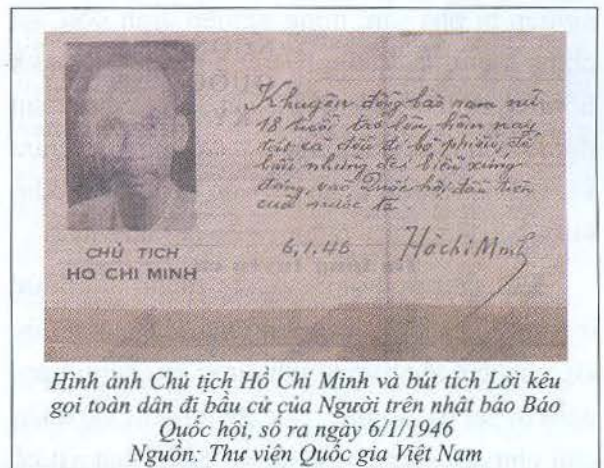 Khuyên đồng bào nam nữ
18 tuổi trở lên, hôm nay
tất cả đều đi bỏ phiếu, để
bầu những đại biểu xứng
đáng, vào Quốc hội đầu tiên
của nước ta.
6.1.46 Hồ Chí Minh
CHỦ TỊCH
HO CHI MINH
Hình ảnh Chủ tịch Hồ Chí Minh và bút tích Lời kêu
gọi toàn dân đi bầu cử của Người trên nhật báo Báo
Quốc hội, số ra ngày 6/1/1946
Nguồn: Thư viện Quốc gia Việt Nam